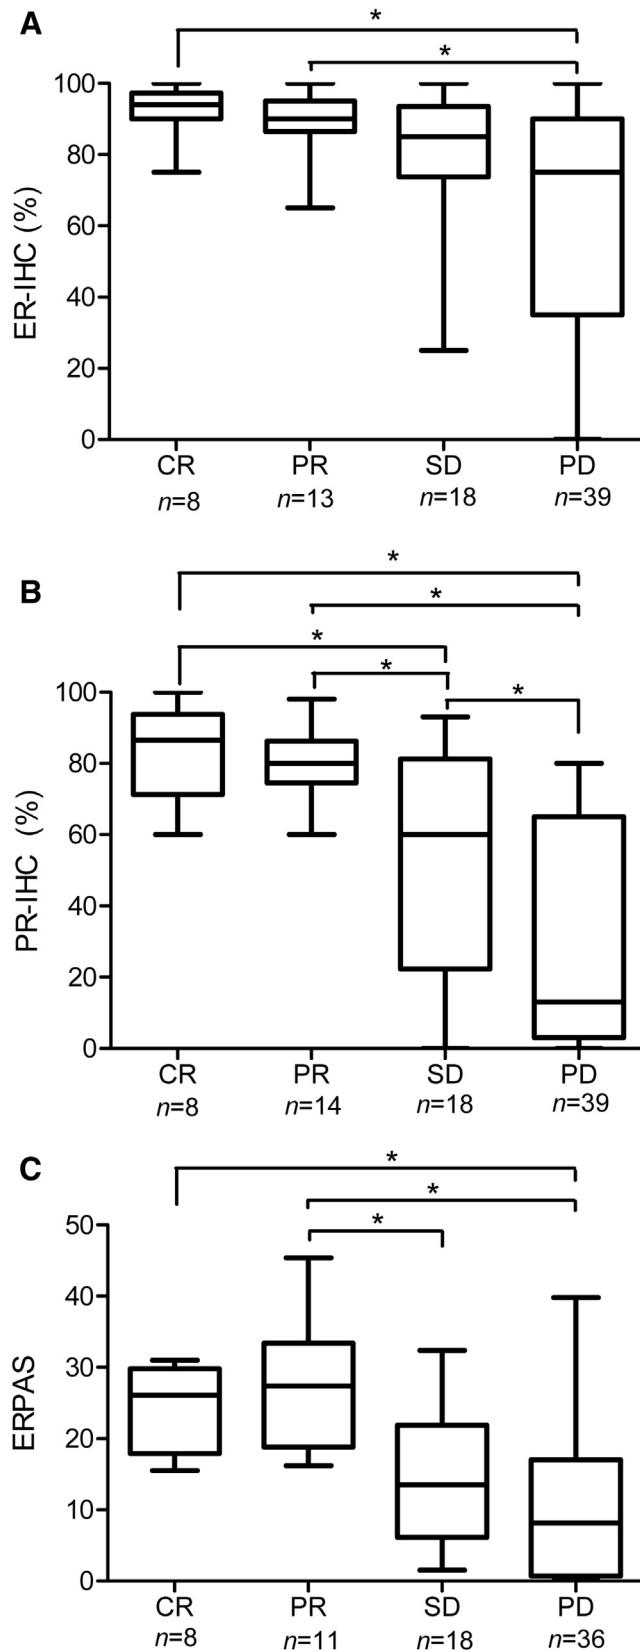 A
*
*
100
80
60
40
20
0
ER-IHC (%)
CR PR SD PD
n=8 n=13 n=18 n=39
B
*
*
*
*
*
100
80
60
40
20
0
PR-IHC (%)
CR PR SD PD
n=8 n=14 n=18 n=39
C
*
*
*
50
40
30
20
10
0
ERPAS
CR PR SD PD
n=8 n=11 n=18 n=36